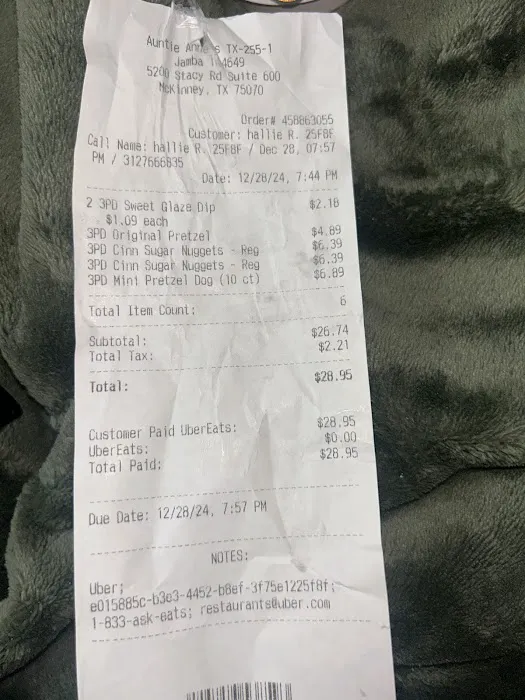 Auntie Anne's TX-255-1
Jamba 1 4649
5200 Stacy Rd Suite 600
McKinney, TX 75070
Order# 458863055
Customer: hallie R. 25FBF
Call Name: hallie R. 25FBF / Dec 28, 07:57
PM / 3127666835
Date: 12/28/24, 7:44 PM
2 3PD Sweet Glaze Dip $2.18
$1.09 each
3PD Original Pretzel $4.89
3PD Cinn Sugar Nuggets - Reg $6.39
3PD Cinn Sugar Nuggets - Reg $6.39
3PD Mini Pretzel Dog (10 ct) $6.89
Total Item Count: 6
Subtotal: $26.74
Total Tax: $2.21
Total: $28.95
Customer Paid UberEats: $28.95
UberEats: $0.00
Total Paid: $28.95
Due Date: 12/28/24, 7:57 PM
NOTES:
Uber;
e015885c-b3e3-4452-b8ef-3f75e1225f8f;
1-833-ask-eats; restaurants@uber.com